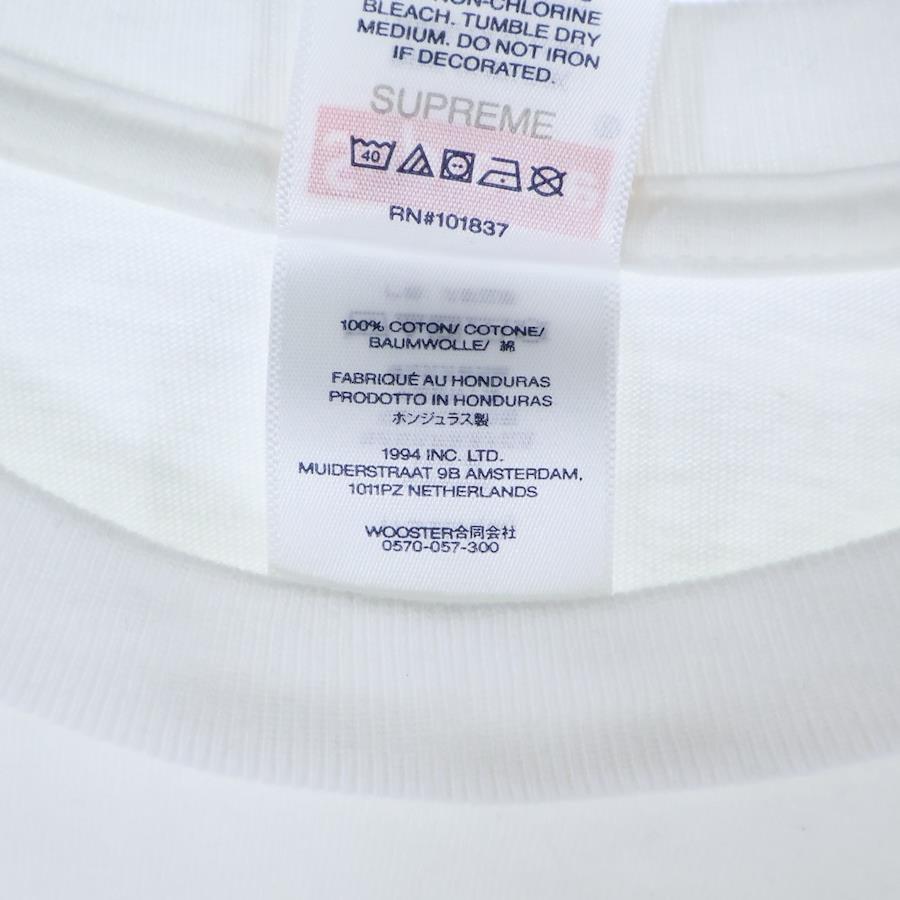 NON-CHLORINE
BLEACH. TUMBLE DRY
MEDIUM. DO NOT IRON
IF DECORATED.
SUPREME
40
RN#101837
100% COTON/ COTONE/
BAUMWOLLE/ 綿
FABRIQUÉ AU HONDURAS
PRODOTTO IN HONDURAS
ホンジュラス製
1994 INC. LTD.
MUIDERSTRAAT 9B AMSTERDAM,
1011PZ NETHERLANDS
WOOSTER合同会社
0570-057-300